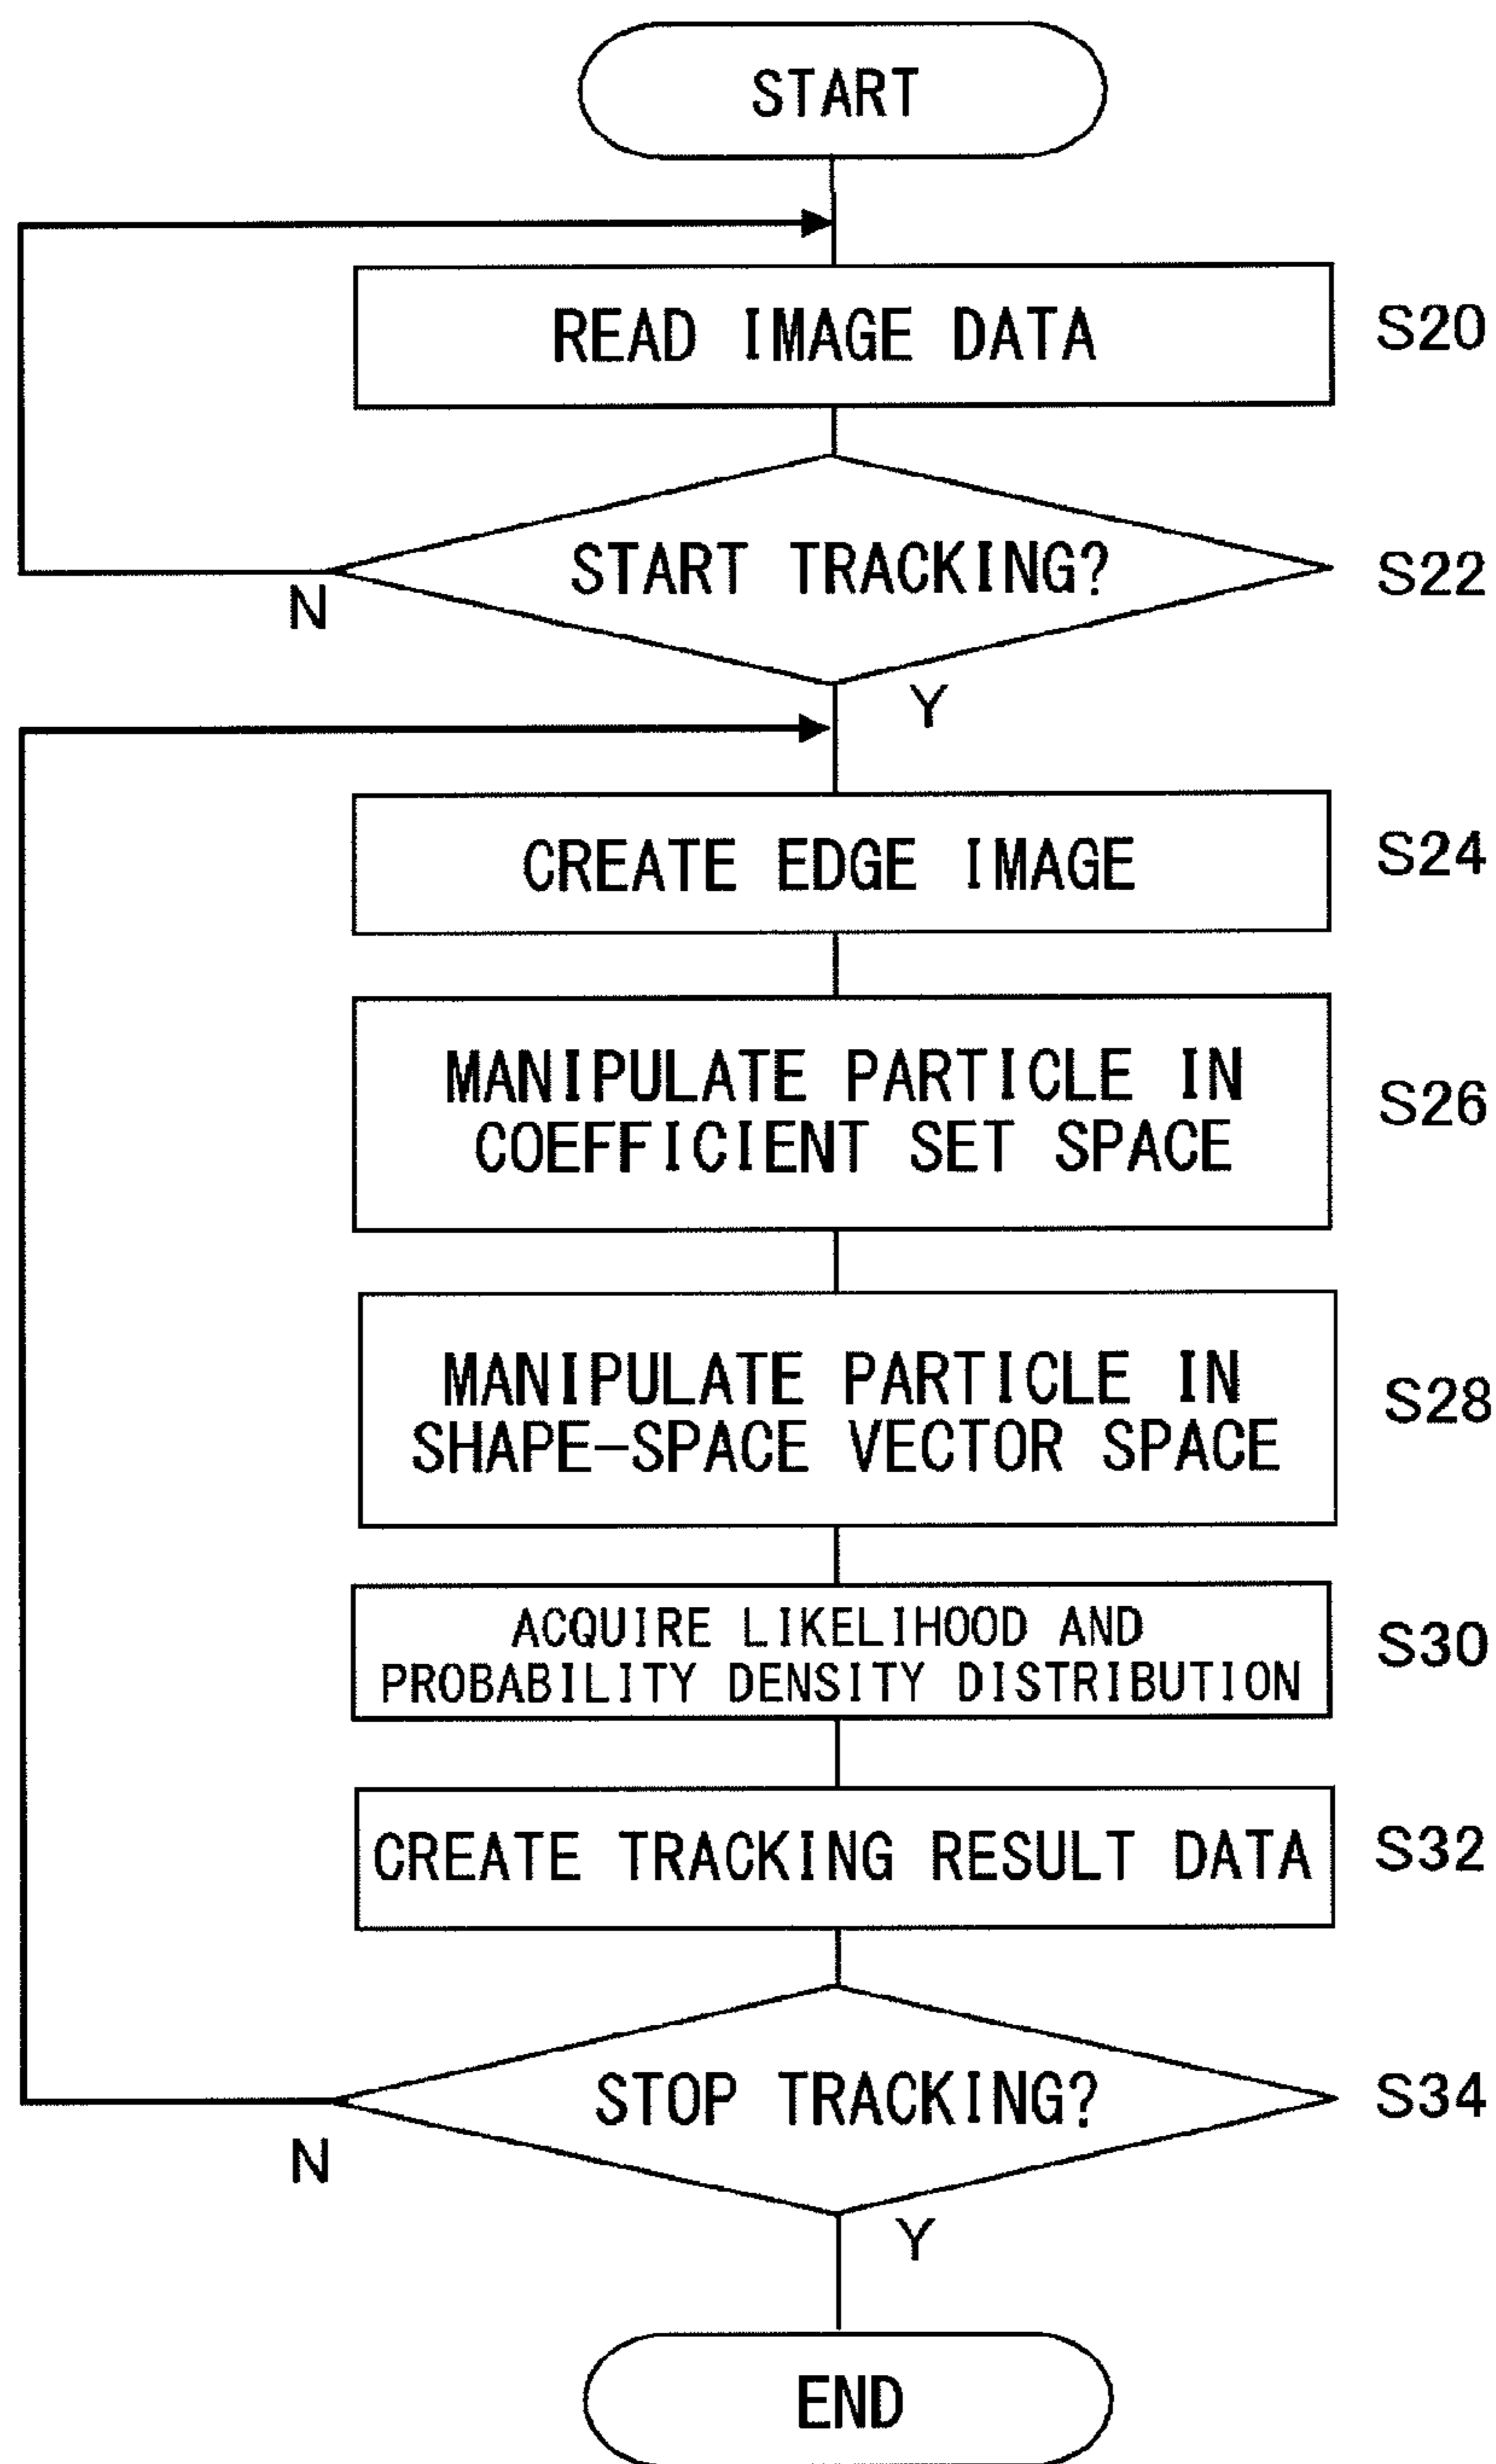 START
READ IMAGE DATA
S20
START TRACKING?
S22
N
Y
CREATE EDGE IMAGE
S24
MANIPULATE PARTICLE IN
COEFFICIENT SET SPACE
S26
MANIPULATE PARTICLE IN
SHAPE-SPACE VECTOR SPACE
S28
ACQUIRE LIKELIHOOD AND
PROBABILITY DENSITY DISTRIBUTION
S30
CREATE TRACKING RESULT DATA
S32
STOP TRACKING?
S34
N
Y
END